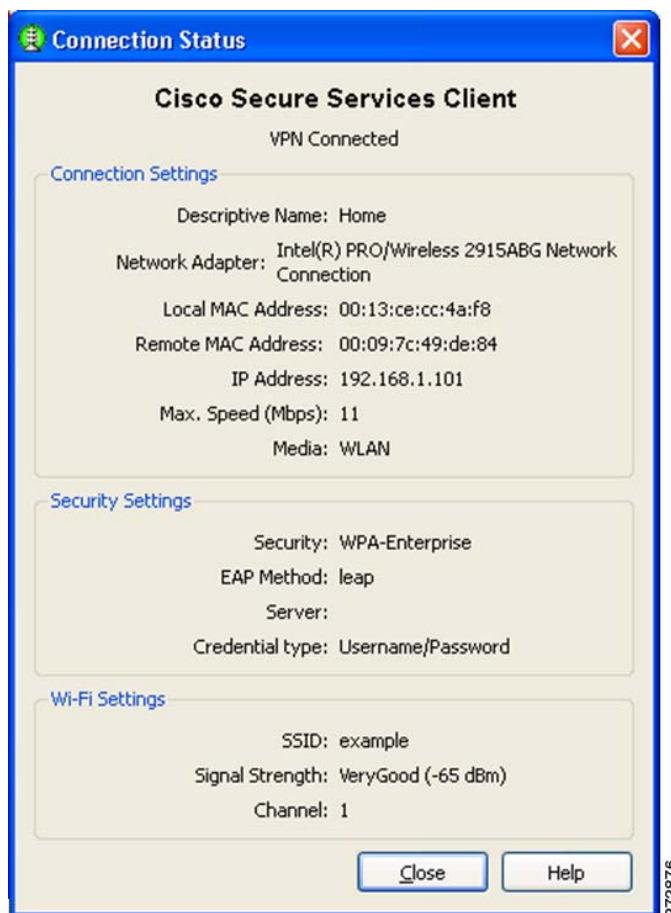 Connection Status
Cisco Secure Services Client
VPN Connected
Connection Settings
Descriptive Name: Home
Network Adapter: Intel(R) PRO/Wireless 2915ABG Network
Connection
Local MAC Address: 00:13:ce:cc:4a:f8
Remote MAC Address: 00:09:7c:49:de:84
IP Address: 192.168.1.101
Max. Speed (Mbps): 11
Media: WLAN
Security Settings
Security: WPA-Enterprise
EAP Method: leap
Server:
Credential type: Username/Password
Wi-Fi Settings
SSID: example
Signal Strength: VeryGood (-65 dBm)
Channel: 1
Close
Help